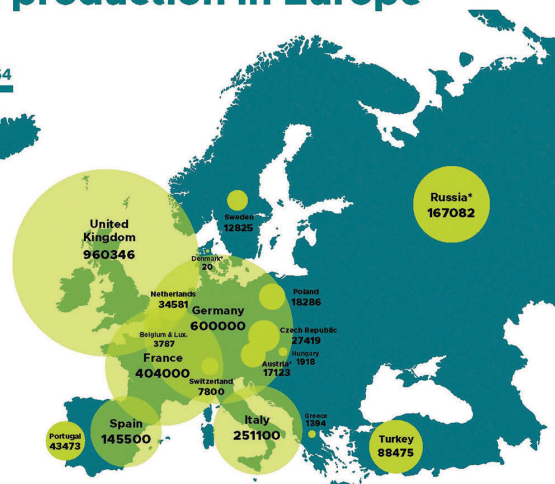 production in Europe
64
Russia*
167082
United
Kingdom
960346
Sweden
12825
Denmark*
20
Netherlands
34581
Germany
600000
Poland
18286
Belgium & Lux.
3787
Czech Republic
27419
France
404000
Hungary
1918
Austria*
17123
Switzerland
7800
Portugal
43473
Spain
145500
Italy
251100
Greece
1394
Turkey
88475